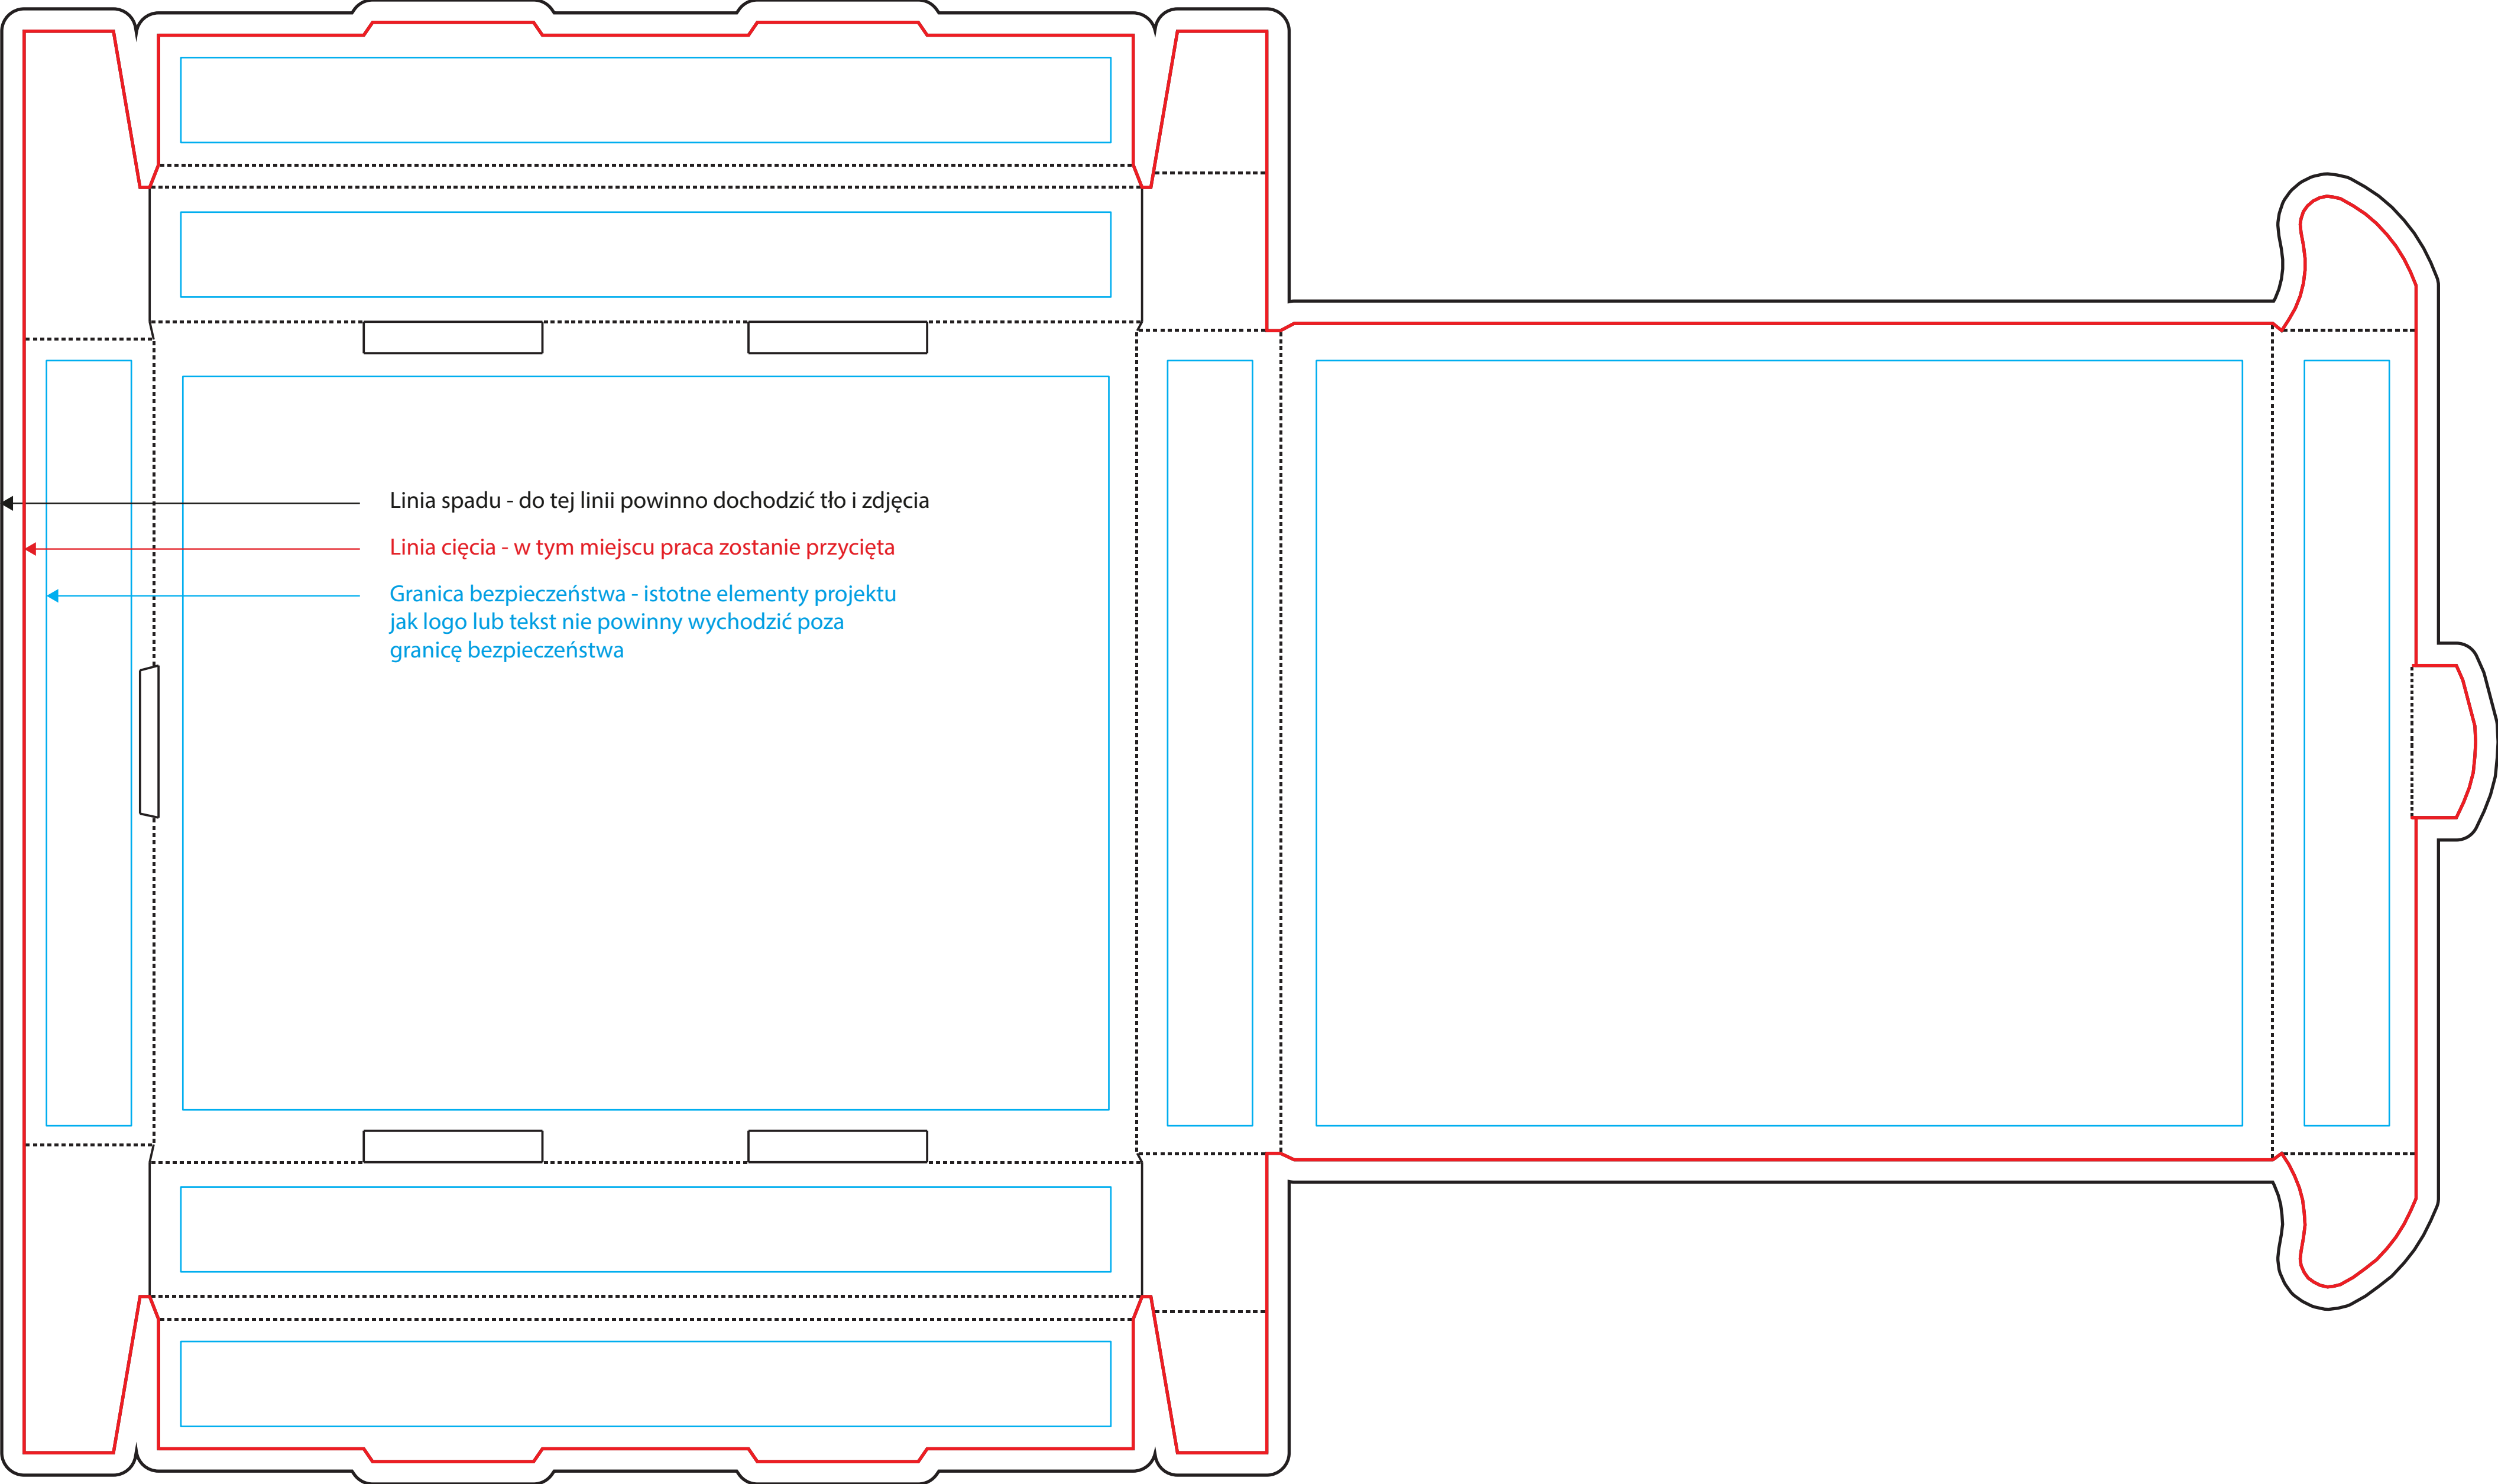 Linia spadu - do tej linii powinno dochodzić tło i zdjęcia
Linia cięcia - w tym miejscu praca zostanie przycięta
Granica bezpieczeństwa - istotne elementy projektu
jak logo lub tekst nie powinny wychodzić poza
granicę bezpieczeństwa